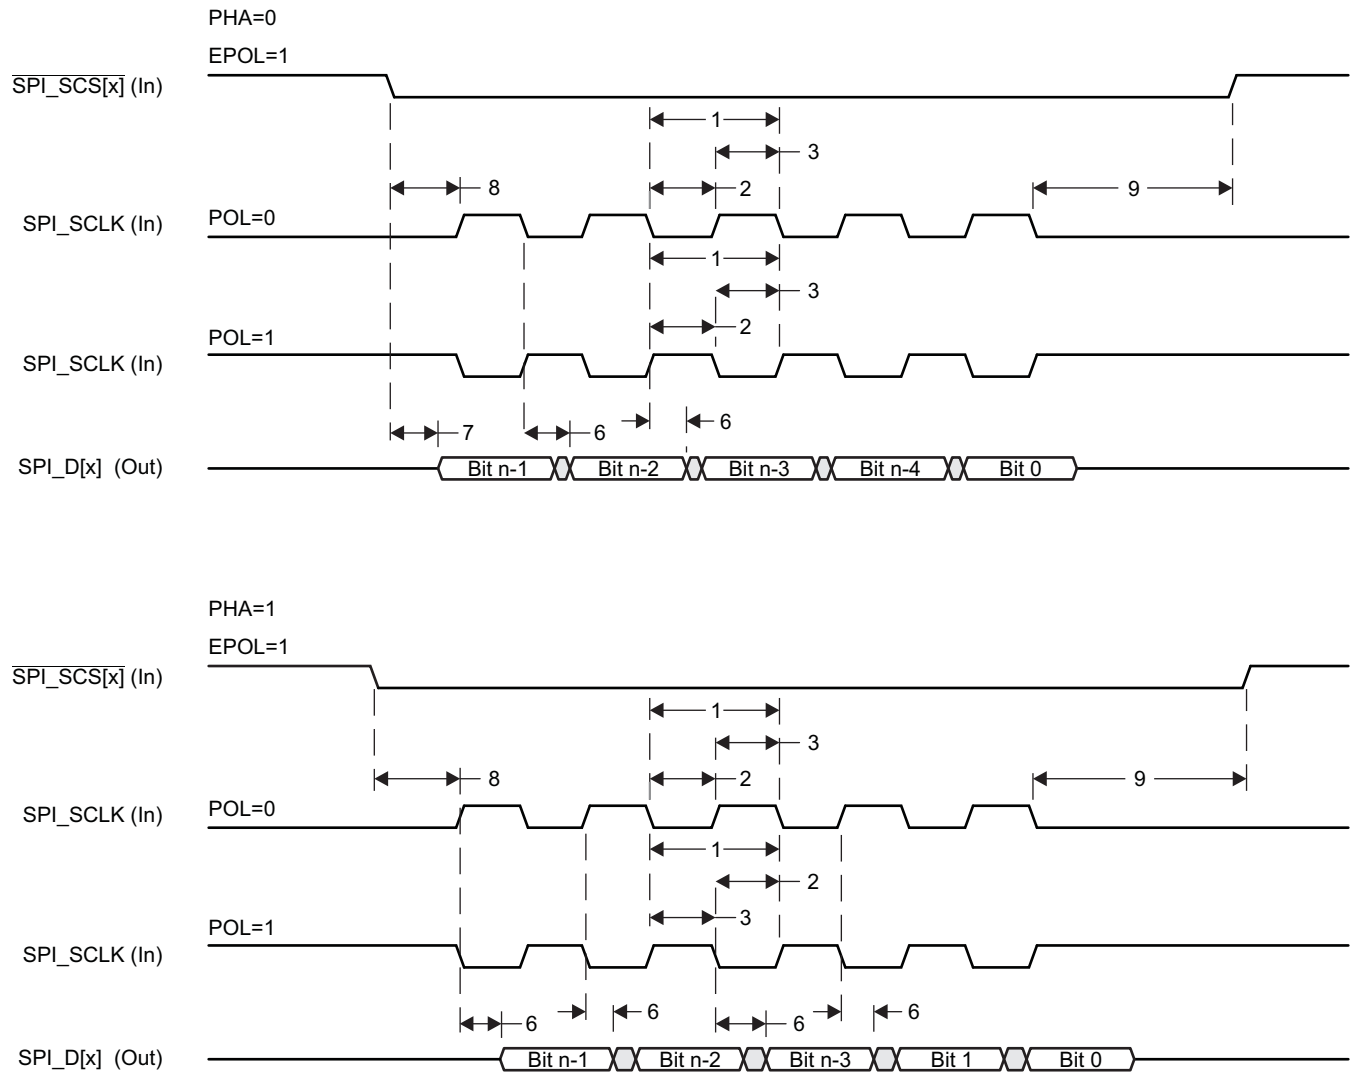 PHA=0
EPOL=1
SPI_SCS[x] (In)
1
3
8
2
9
SPI_SCLK (In)
POL=0
1
3
2
POL=1
SPI_SCLK (In)
7
6
6
SPI_D[x] (Out)
Bit n-1
Bit n-2
Bit n-3
Bit n-4
Bit 0
PHA=1
EPOL=1
SPI_SCS[x] (In)
1
3
8
2
9
SPI_SCLK (In)
POL=0
1
2
3
POL=1
SPI_SCLK (In)
6
6
6
6
SPI_D[x] (Out)
Bit n-1
Bit n-2
Bit n-3
Bit 1
Bit 0